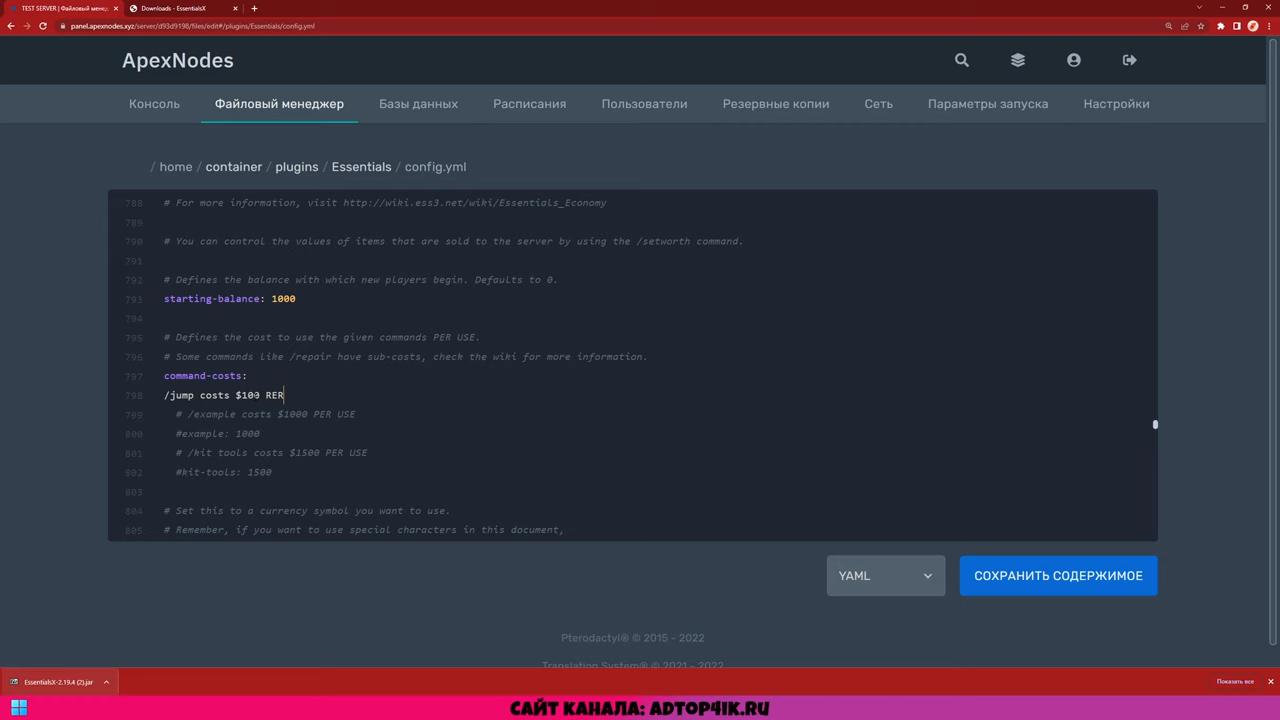 TEST SERVER | Файловый менед
Downloads - EssentialsX
panel.apexnodes.xyz/server/d93d9198/files/edit#/plugins/Essentials/config.yml
ApexNodes
Консоль Файловый менеджер Базы данных Расписания Пользователи Резервные копии Сеть Параметры запуска Настройки
/ home / container / plugins / Essentials / config.yml
788 # For more information, visit http://wiki.ess3.net/wiki/Essentials_Economy
789
790 # You can control the values of items that are sold to the server by using the /setworth command.
791
792 # Defines the balance with which new players begin. Defaults to 0.
793 starting-balance: 1000
794
795 # Defines the cost to use the given commands PER USE.
796 # Some commands like /repair have sub-costs, check the wiki for more information.
797 command-costs:
798 /jump costs $100 RER
799 # /example costs $1000 PER USE
800 #example: 1000
801 # /kit tools costs $1500 PER USE
802 #kit-tools: 1500
803
804 # Set this to a currency symbol you want to use.
805 # Remember, if you want to use special characters in this document,
YAML
СОХРАНИТЬ СОДЕРЖИМОЕ
Pterodactyl® © 2015 - 2022
Translation System® © 2021 - 2022
EssentialsX-2.19.4 (2).jar
Показать все
САЙТ КАНАЛА: ADTOP4IK.RU